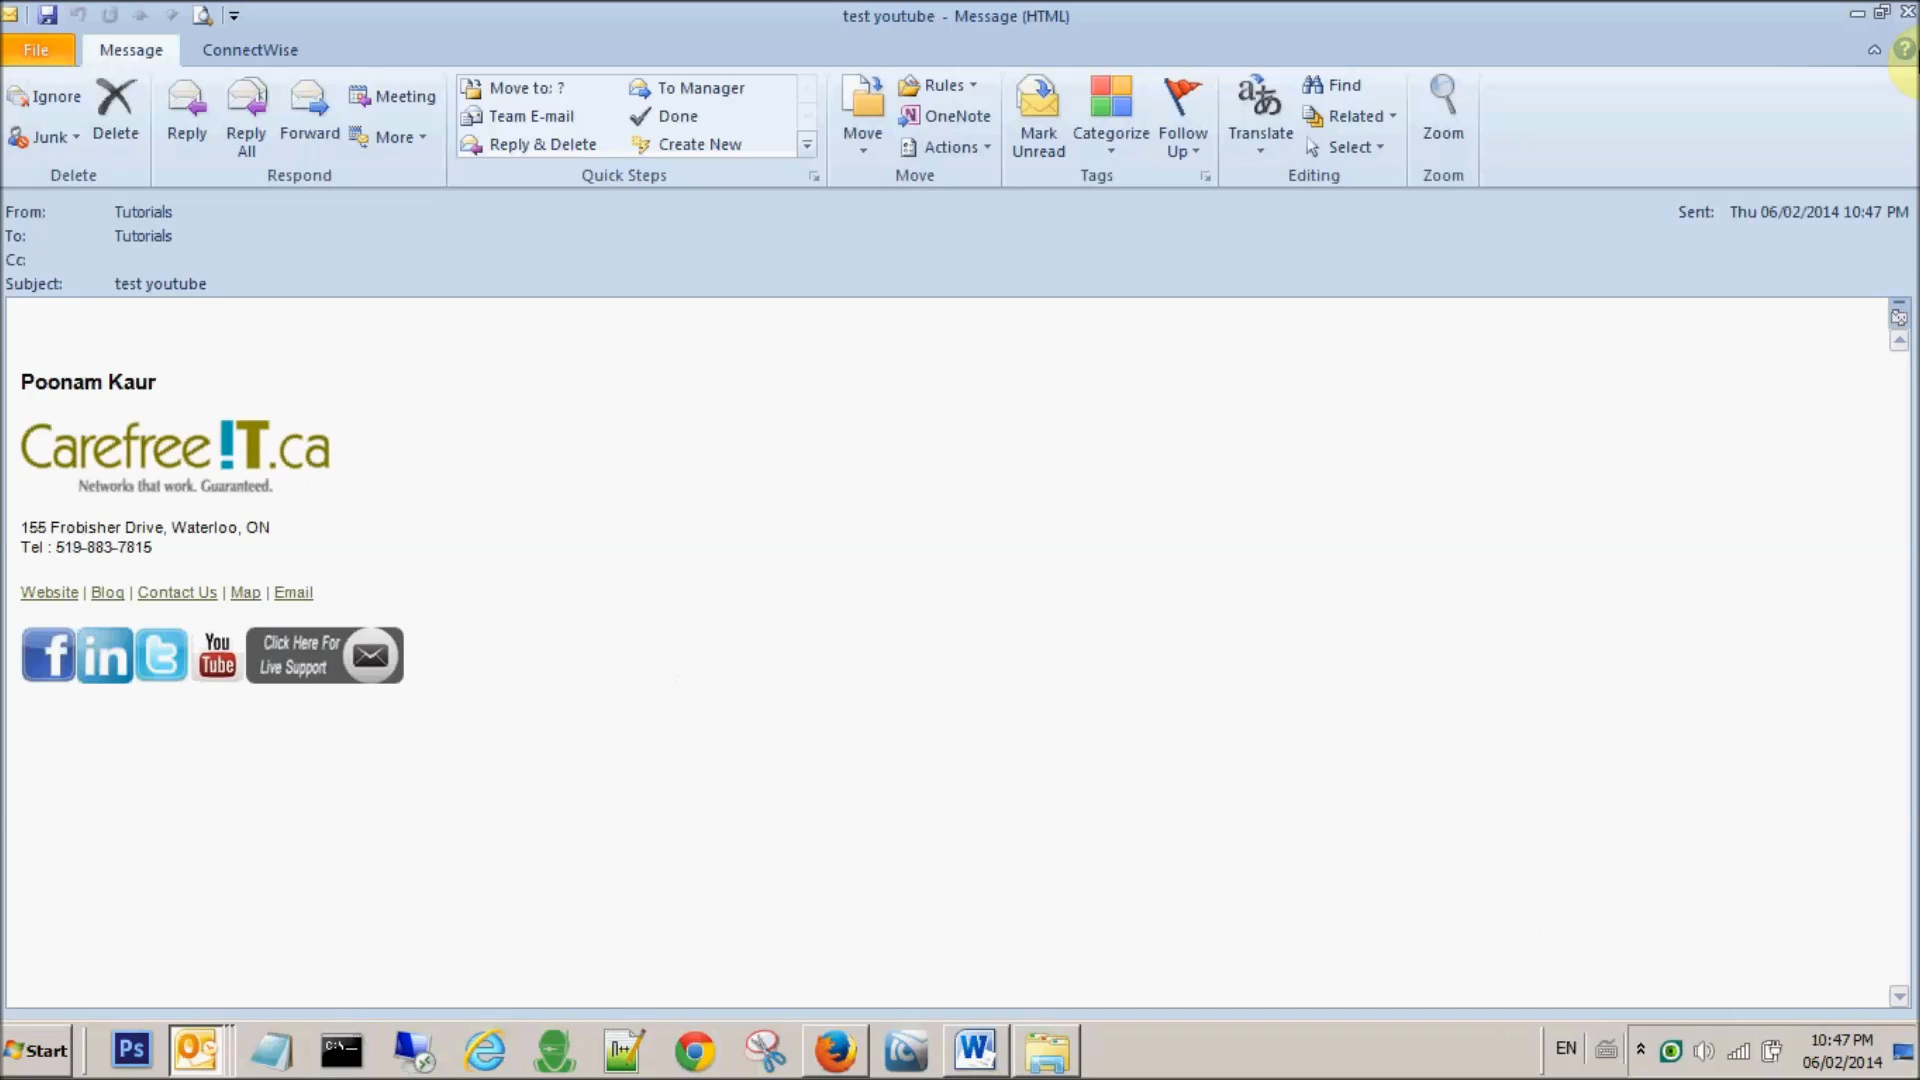 test youtube - Message (HTML)
File Message ConnectWise
Ignore
Junk
Delete
Delete
Reply
Reply All
Forward
Meeting
More
Respond
Move to: ?
Team E-mail
Reply & Delete
To Manager
Done
Create New
Quick Steps
Move
Rules
OneNote
Actions
Move
Mark Unread
Categorize
Follow Up
Tags
Translate
Find
Related
Select
Editing
Zoom
Zoom
From: Tutorials
Sent: Thu 06/02/2014 10:47 PM
To: Tutorials
Cc:
Subject: test youtube
Poonam Kaur
Carefree!T.ca
Networks that work. Guaranteed.
155 Frobisher Drive, Waterloo, ON
Tel : 519-883-7815
Website | Blog | Contact Us | Map | Email
f in t You Tube
Click Here For
Live Support
Start Ps O C:\_ n++ W EN 10:47 PM
06/02/2014